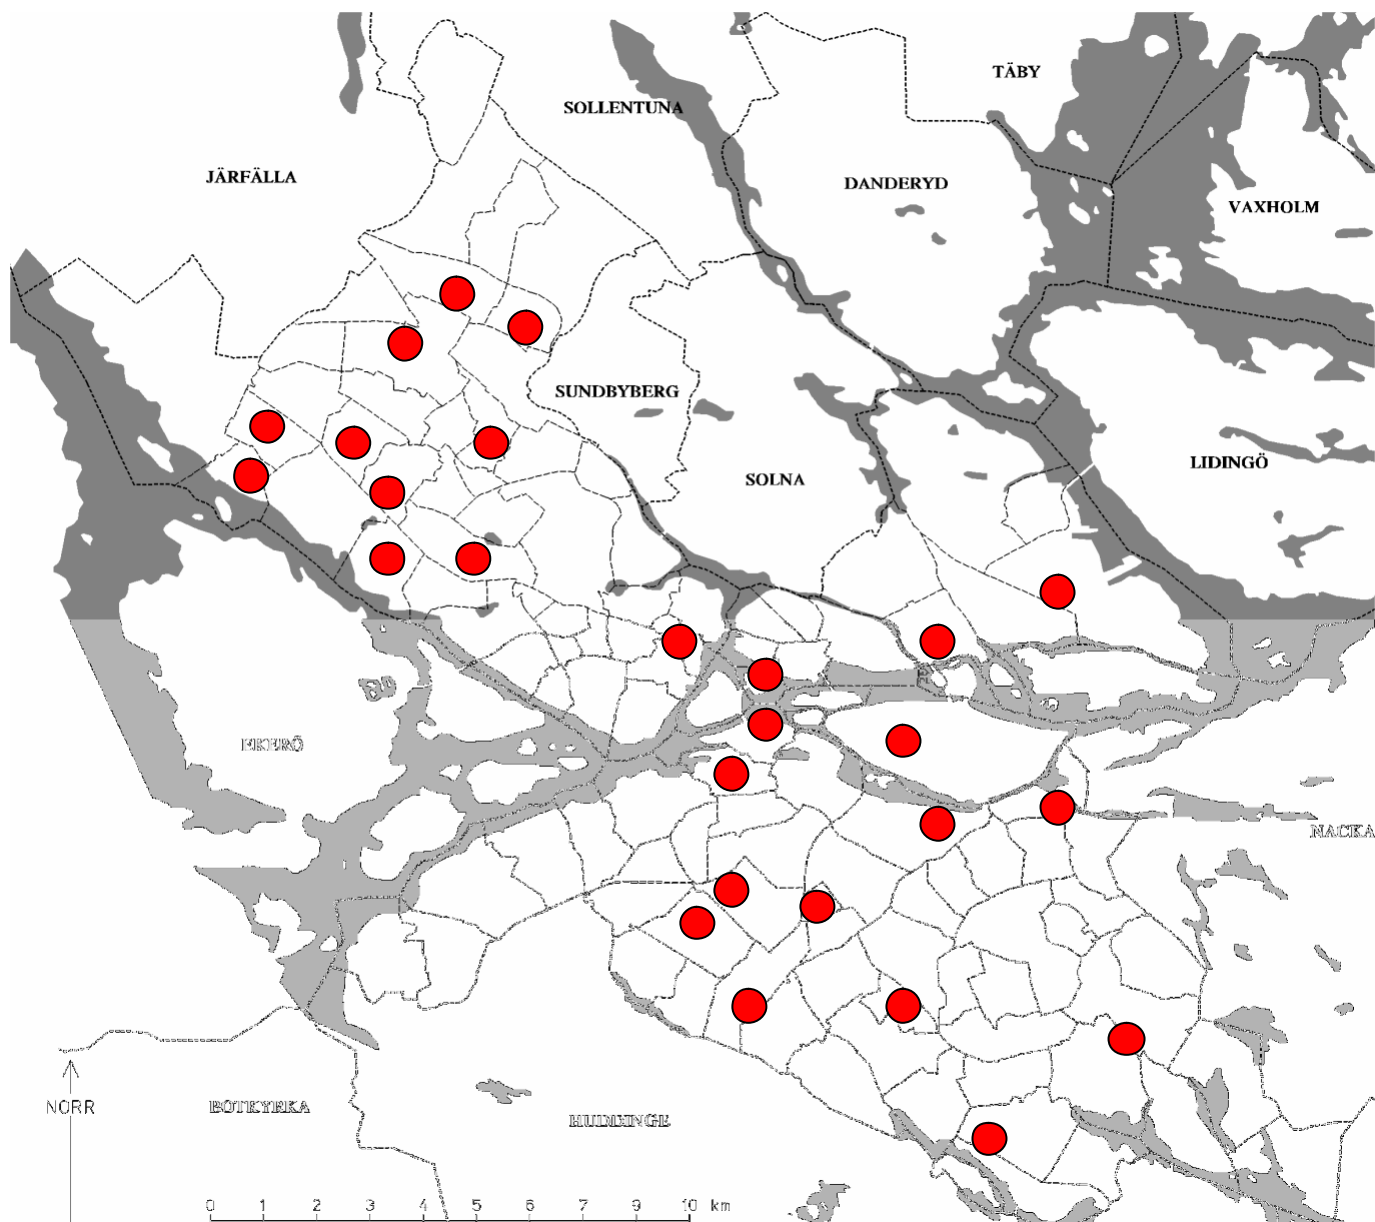 TÄBY
SOLLENTUNA
JÄRFÄLLA
DANDERYD
VAXHOLM
SUNDBYBERG
LIDINGÖ
SOLNA
EKERÖ
NACKA
NORR
BOTKYRKA
HUDDINGE
0 1 2 3 4 5 6 7 8 9 10 km